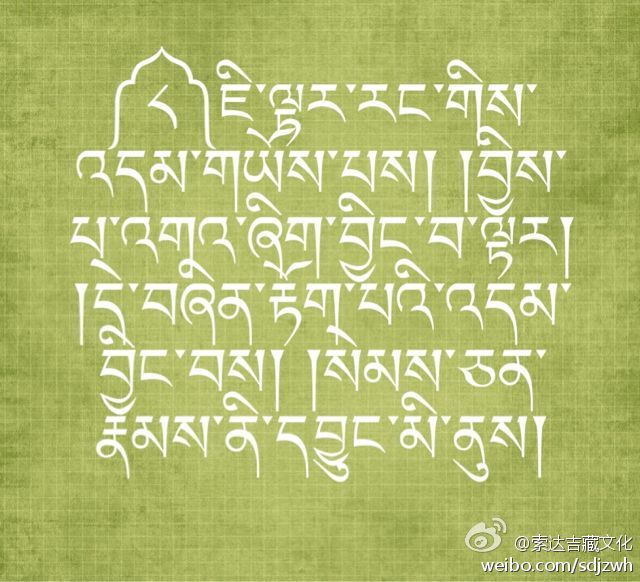 ༨ ཇི་ལྟར་རང་གིས་
འདམ་གཡོས་པས། །བྱིས་
པ་འགའ་ཞིག་བྱིང་བ་ལྟར།
།དེ་བཞིན་རྟོག་པའི་འདམ་
བྱིང་བས། །སེམས་ཅན་
རྣམས་ནི་དབྱུང་མི་ནུས།
@索达吉藏文化
weibo.com/sdjzwh